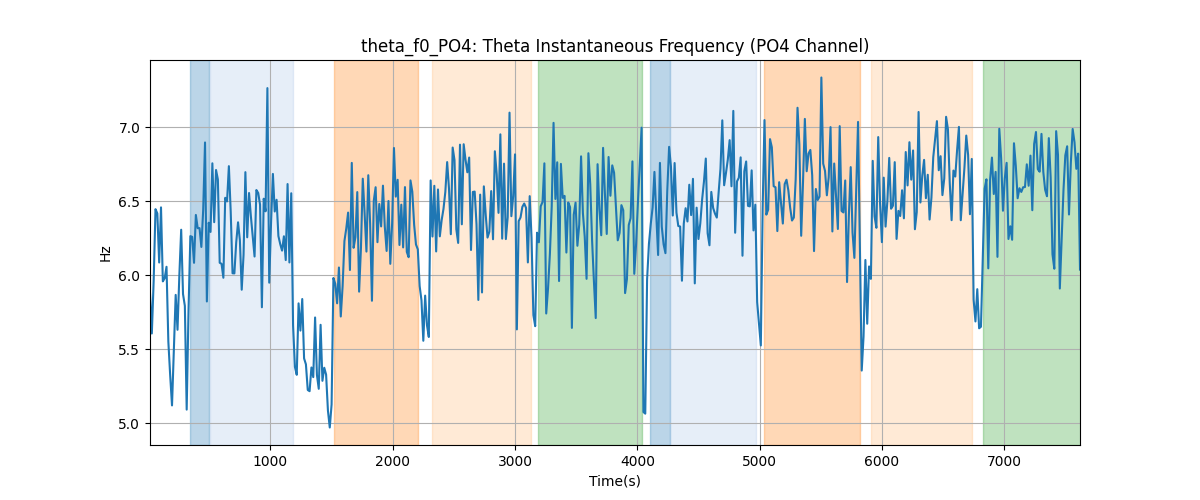 theta_f0_PO4: Theta Instantaneous Frequency (PO4 Channel)
7.0
6.5
6.0
5.5
5.0
Hz
1000 2000 3000 4000 5000 6000 7000
Time(s)